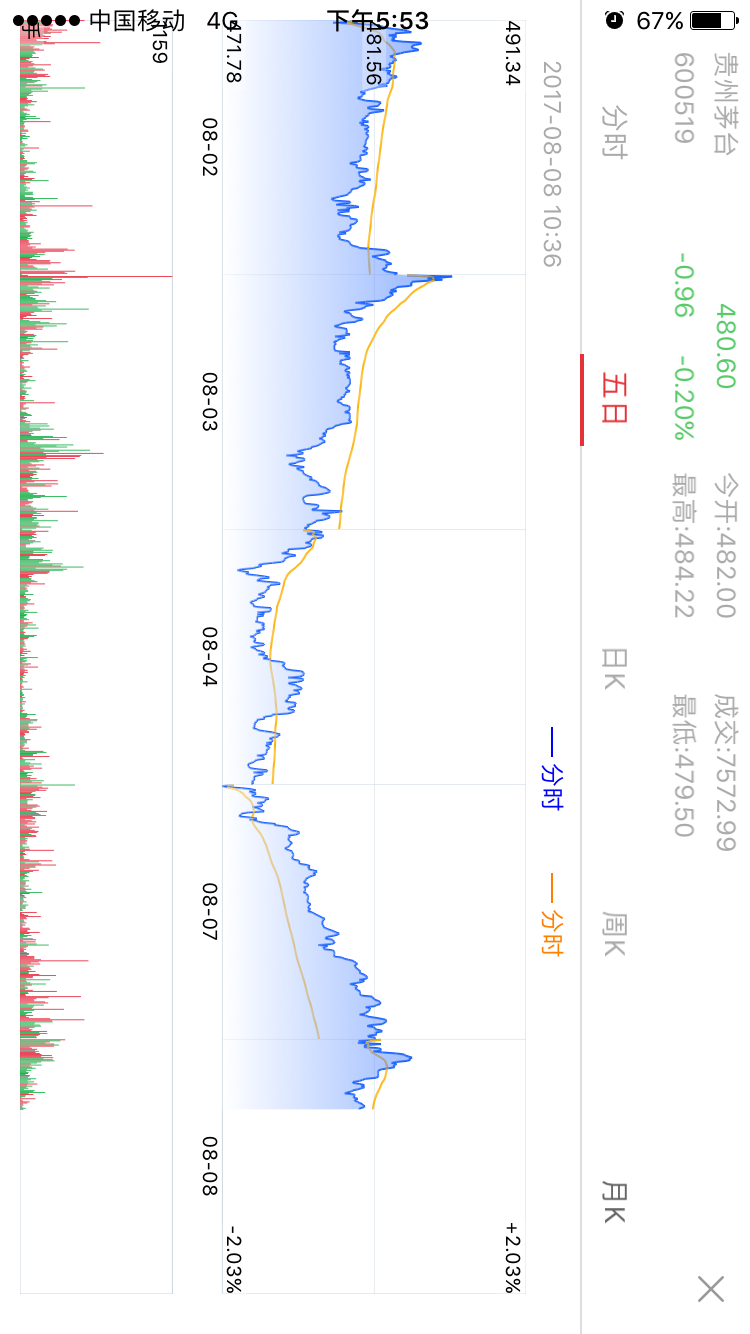 中国移动 4G 下午5:53 67%
贵州茅台 480.60 今开:482.00 成交:7572.99
600519 -0.96 -0.20% 最高:484.22 最低:479.50
分时 五日 日K 周K 月K
2017-08-08 10:36 分时 分时
491.34 +2.03%
481.56
471.78 -2.03%
08-02 08-03 08-04 08-07 08-08
159
手